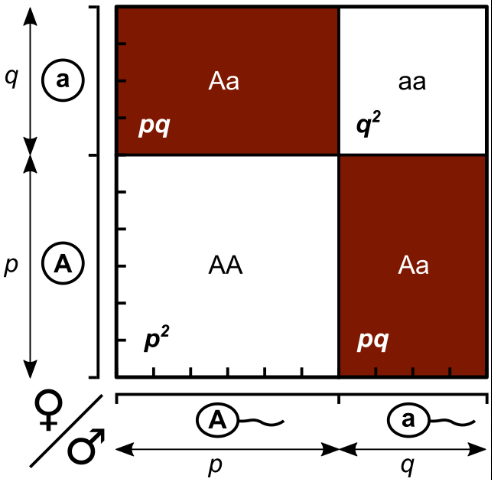 q a Aa aa
pq q²
p A AA Aa
p² pq
♀/♂ A a
p q